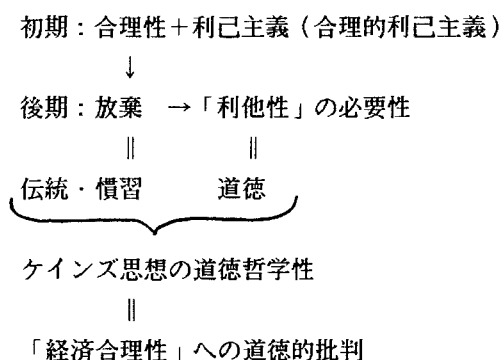 初期：合理性＋利己主義（合理的利己主義）
↓
後期：放棄　→「利他性」の必要性
∥　　　　∥
伝統・慣習　　　道徳
ケインズ思想の道徳哲学性
∥
「経済合理性」への道徳的批判